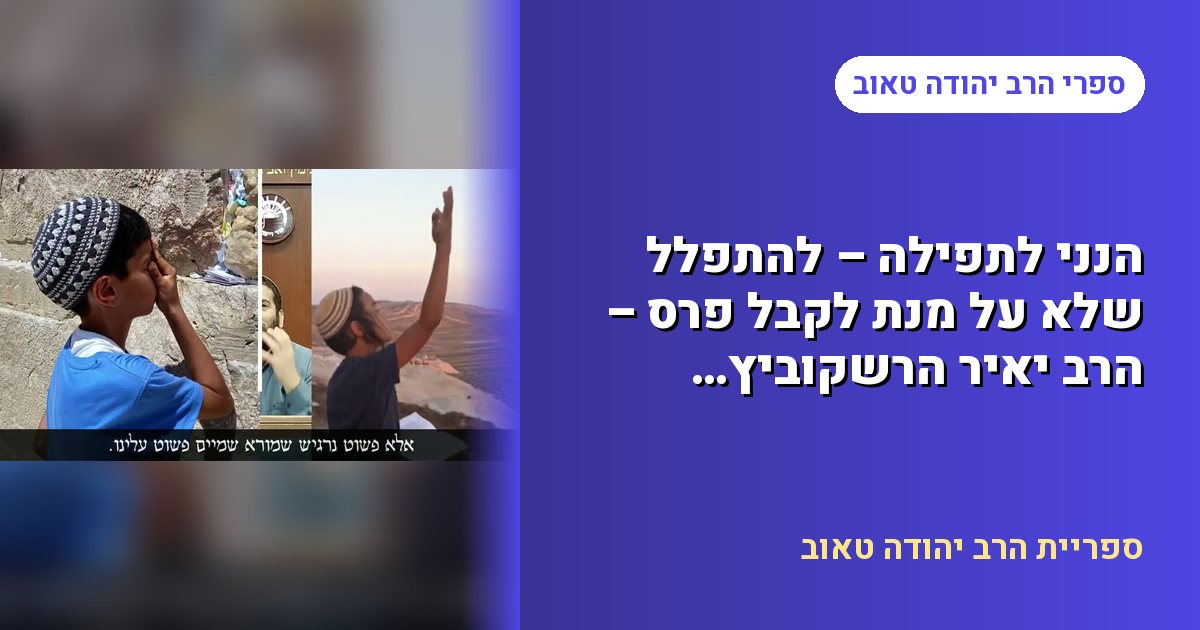 ספרי הרב יהודה טאוב
הנני לתפילה – להתפלל
שלא על מנת לקבל פרס –
הרב יאיר הרשקוביץ...
אלא פשוט נרגיש שמורא שמיים פשוט עלינו.
ספריית הרב יהודה טאוב